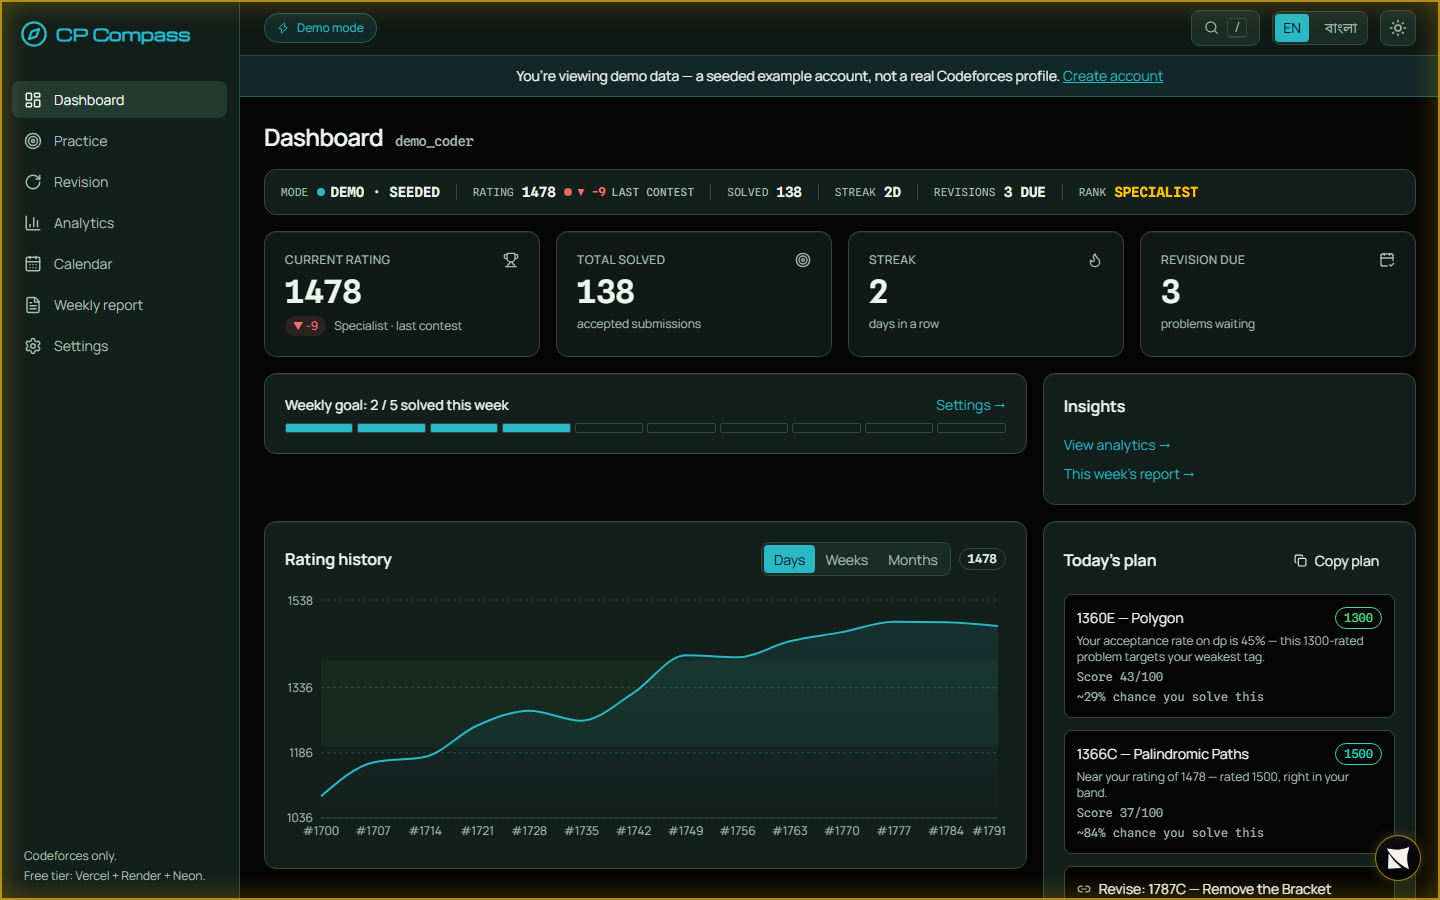 CP Compass
Demo mode
/
EN
বাংলা
Dashboard
Practice
Revision
Analytics
Calendar
Weekly report
Settings
Codeforces only.
Free tier: Vercel + Render + Neon.
You're viewing demo data — a seeded example account, not a real Codeforces profile. Create account
Dashboard demo_coder
MODE DEMO · SEEDED RATING 1478 ▼ -9 LAST CONTEST SOLVED 138 STREAK 2D REVISIONS 3 DUE RANK SPECIALIST
CURRENT RATING
1478
▼ -9 Specialist · last contest
TOTAL SOLVED
138
accepted submissions
STREAK
2
days in a row
REVISION DUE
3
problems waiting
Weekly goal: 2 / 5 solved this week
Settings →
Insights
View analytics →
This week's report →
Rating history
Days Weeks Months 1478
1538
1336
1186
1036
#1700 #1707 #1714 #1721 #1728 #1735 #1742 #1749 #1756 #1763 #1770 #1777 #1784 #1791
Today's plan
Copy plan
1360E — Polygon 1300
Your acceptance rate on dp is 45% — this 1300-rated
problem targets your weakest tag.
Score 43/100
~29% chance you solve this
1366C — Palindromic Paths 1500
Near your rating of 1478 — rated 1500, right in your
band.
Score 37/100
~84% chance you solve this
Revise: 1787C — Remove the Bracket